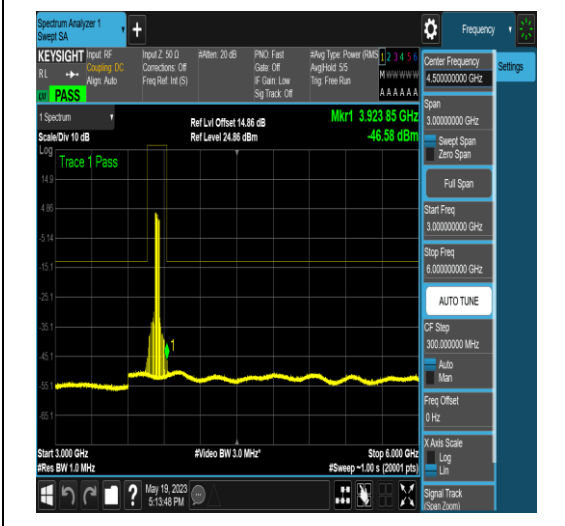 Spectrum Analyzer 1
Swept SA
+
Frequency
KEYSIGHT
Input: RF
Coupling: DC
Align: Auto
Input Z: 50 Ω
Corrections: Off
Freq Ref: Int (S)
#Atten: 20 dB
PNO: Fast
Gate: Off
IF Gain: Low
Sig Track: Off
#Avg Type: Power (RMS
Avg|Hold: 5/5
Trig: Free Run
1 2 3 4 5 6
M W W W W W
A A A A A A
RL
PASS
Center Frequency
4.500000000 GHz
Settings
Span
3.00000000 GHz
Swept Span
Zero Span
Full Span
Start Freq
3.000000000 GHz
Stop Freq
6.000000000 GHz
AUTO TUNE
CF Step
300.000000 MHz
Auto
Man
Freq Offset
0 Hz
X Axis Scale
Log
Lin
Signal Track
(Span Zoom)
1 Spectrum
Scale/Div 10 dB
Ref Lvl Offset 14.86 dB
Ref Level 24.86 dBm
Mkr1 3.923 85 GHz
-46.58 dBm
Log
Trace 1 Pass
14.9
4.86
-5.14
-15.1
-25.1
-35.1
-45.1
-55.1
-65.1
1
Start 3.000 GHz
#Res BW 1.0 MHz
#Video BW 3.0 MHz*
Stop 6.000 GHz
#Sweep ~1.00 s (20001 pts)
?
May 19, 2023
5:13:48 PM